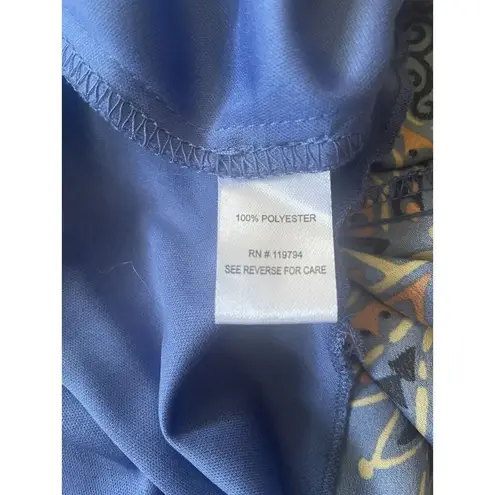 100% POLYESTER
RN # 119794
SEE REVERSE FOR CARE